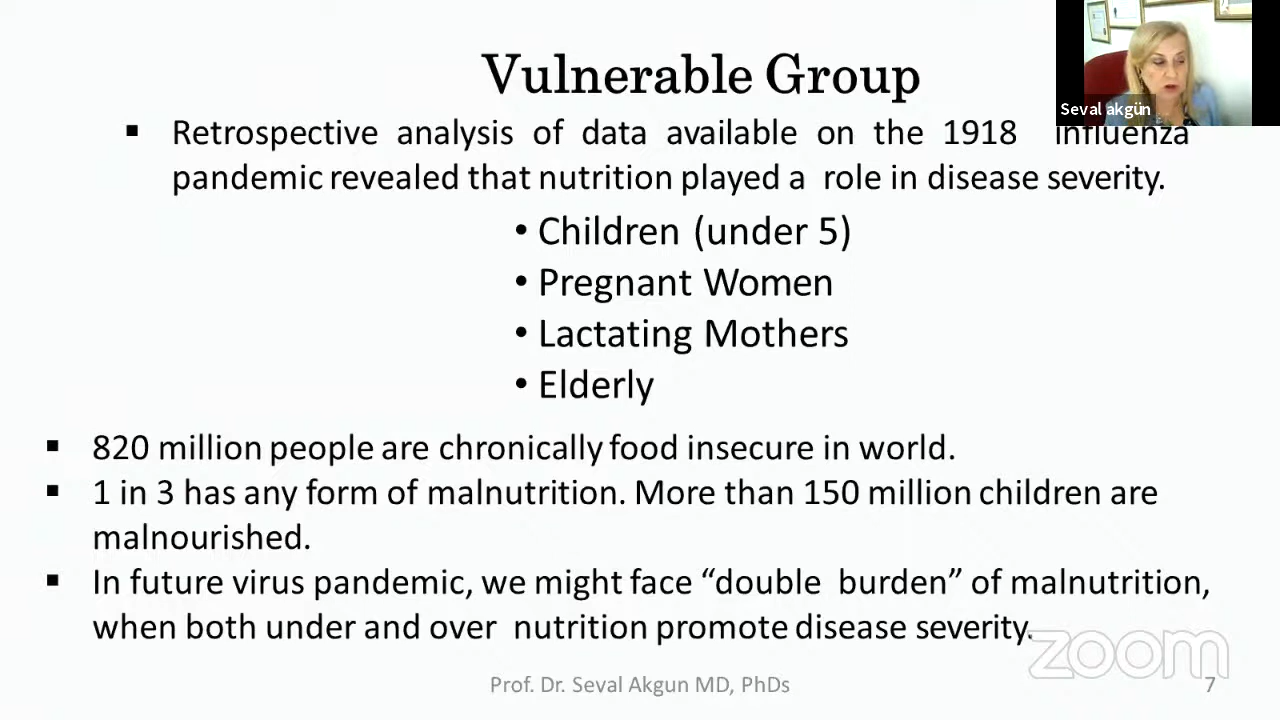 Vulnerable Group
Seval akgün
▪ Retrospective analysis of data available on the 1918 influenza
pandemic revealed that nutrition played a role in disease severity.
• Children (under 5)
• Pregnant Women
• Lactating Mothers
• Elderly
▪ 820 million people are chronically food insecure in world.
▪ 1 in 3 has any form of malnutrition. More than 150 million children are
malnourished.
▪ In future virus pandemic, we might face “double burden” of malnutrition,
when both under and over nutrition promote disease severity.
zoom
Prof. Dr. Seval Akgun MD, PhDs
7